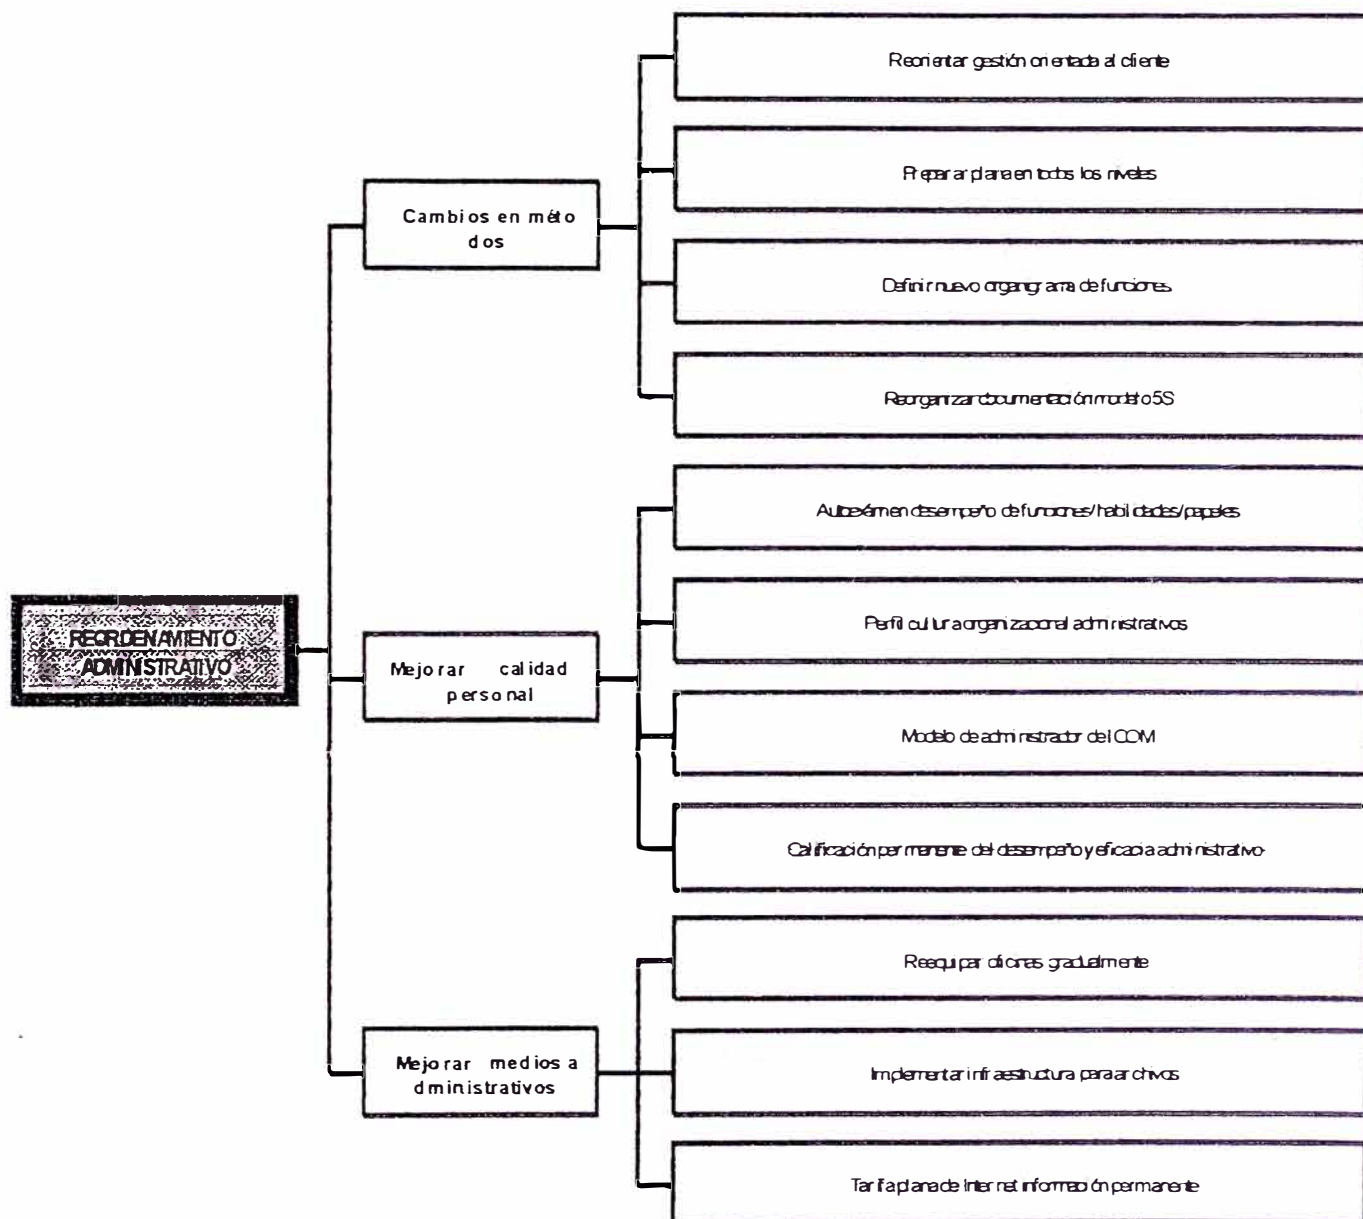 Reorientar gestión orientada al cliente
Preparar plana en todos los niveles
Cambios en méto
dos
Definir nuevo organigrama de funciones.
Reorganizar documentación modelo 5S
Autoexámen desempeño de funciones/habilidades/papeles
REORDENAMIENTO
ADMINISTRATIVO
Perfil cultura organizacional administrativos
Mejorar calidad
personal
Modelo de administrador del COM
Calificación permanente del desempeño y eficacia administrativo
Reequipar oficinas gradualmente
Mejorar medios a
dministrativos
Implementar infraestructura para archivos
Tarifa plana de Internet información permanente